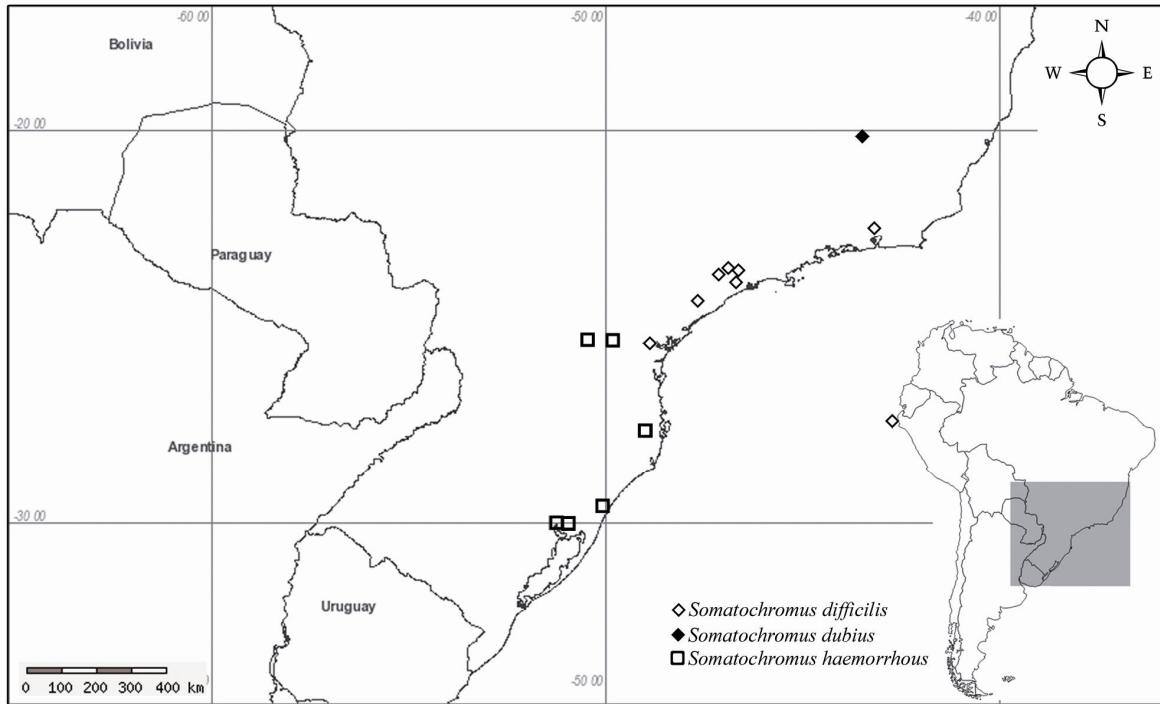 -60 00
-50 00
-40 00
Bolivia
N
W
E
S
-20 00
Paraguay
Argentina
-30 00
Uruguay
Somatochromus difficilis
Somatochromus dubius
Somatochromus haemorrhous
0 100 200 300 400 km
-50 00